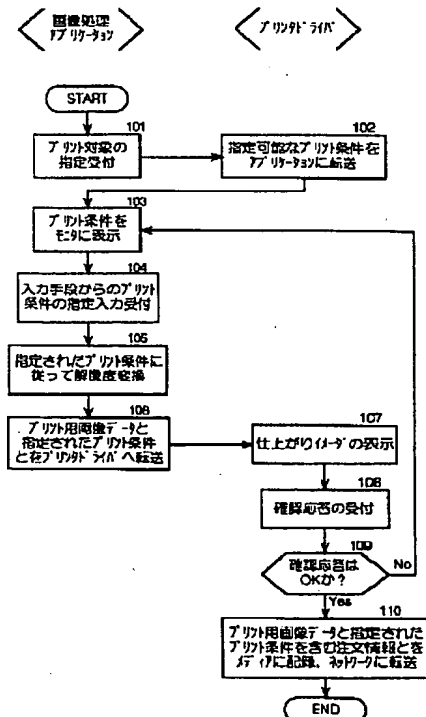 画像処理
アプリケーション
プリンタドライバ
START
101
プリント対象の
指定受付
102
指定可能なプリント条件を
アプリケーションに転送
103
プリント条件を
モニタに表示
104
入力手段からのプリント
条件の指定入力受付
105
指定されたプリント条件に
従って解像度変換
106
プリント用画像データと
指定されたプリント条件
とをプリンタドライバへ転送
107
仕上がりイメージの表示
108
確認応答の受付
109
確認応答は
OKか？
No
Yes
110
プリント用画像データと指定された
プリント条件を含む注文情報とを
メディアに記録、ネットワークに転送
END